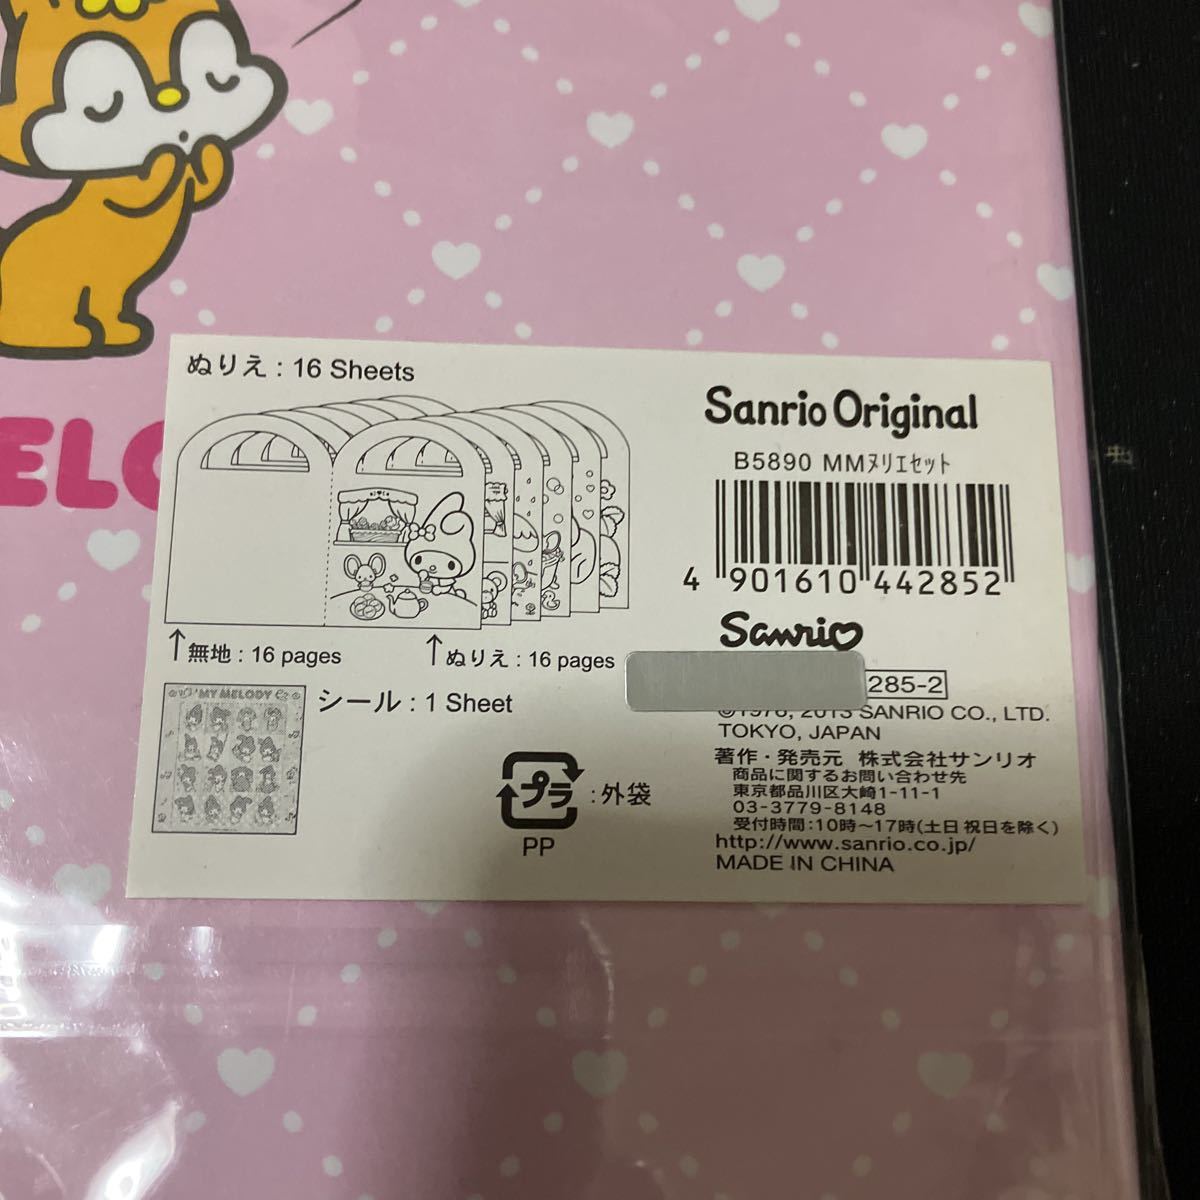 ELO
ぬりえ : 16 Sheets
無地 : 16 pages
ぬりえ : 16 pages
MY MELODY
シール : 1 Sheet
プラ : 外袋
PP
Sanrio Original
B5890 MMヌリエセット
4 901610 442852
Sanrio
285-2
©1976, 2013 SANRIO CO., LTD.
TOKYO, JAPAN
著作・発売元 株式会社サンリオ
商品に関するお問い合わせ先
東京都品川区大崎1-11-1
03-3779-8148
受付時間:10時〜17時(土日祝日を除く)
http://www.sanrio.co.jp/
MADE IN CHINA